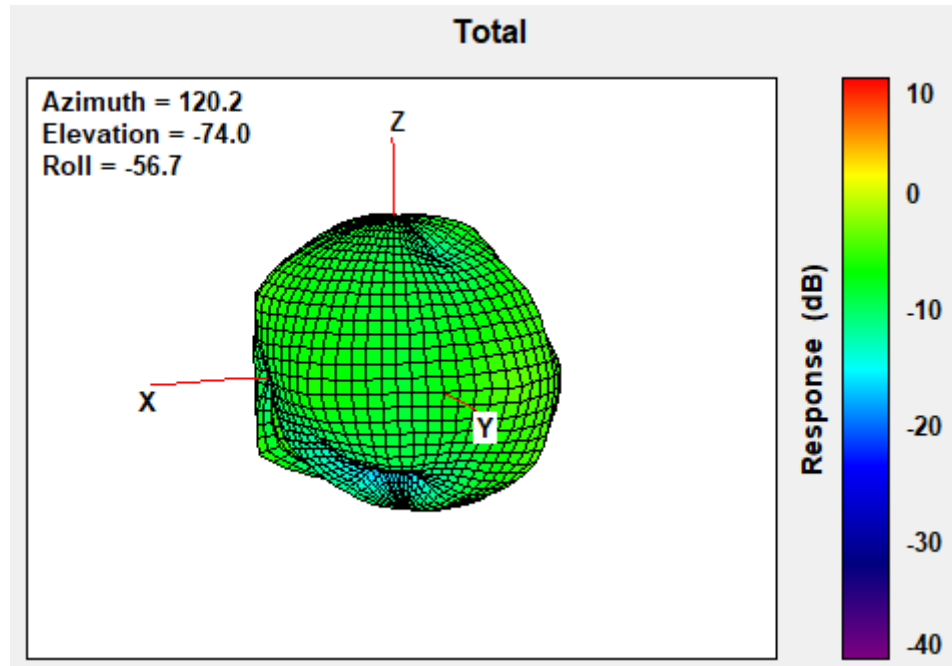 Total
Azimuth = 120.2
Elevation = -74.0
Roll = -56.7
Z
X
Y
10
0
-10
-20
-30
-40
Response (dB)